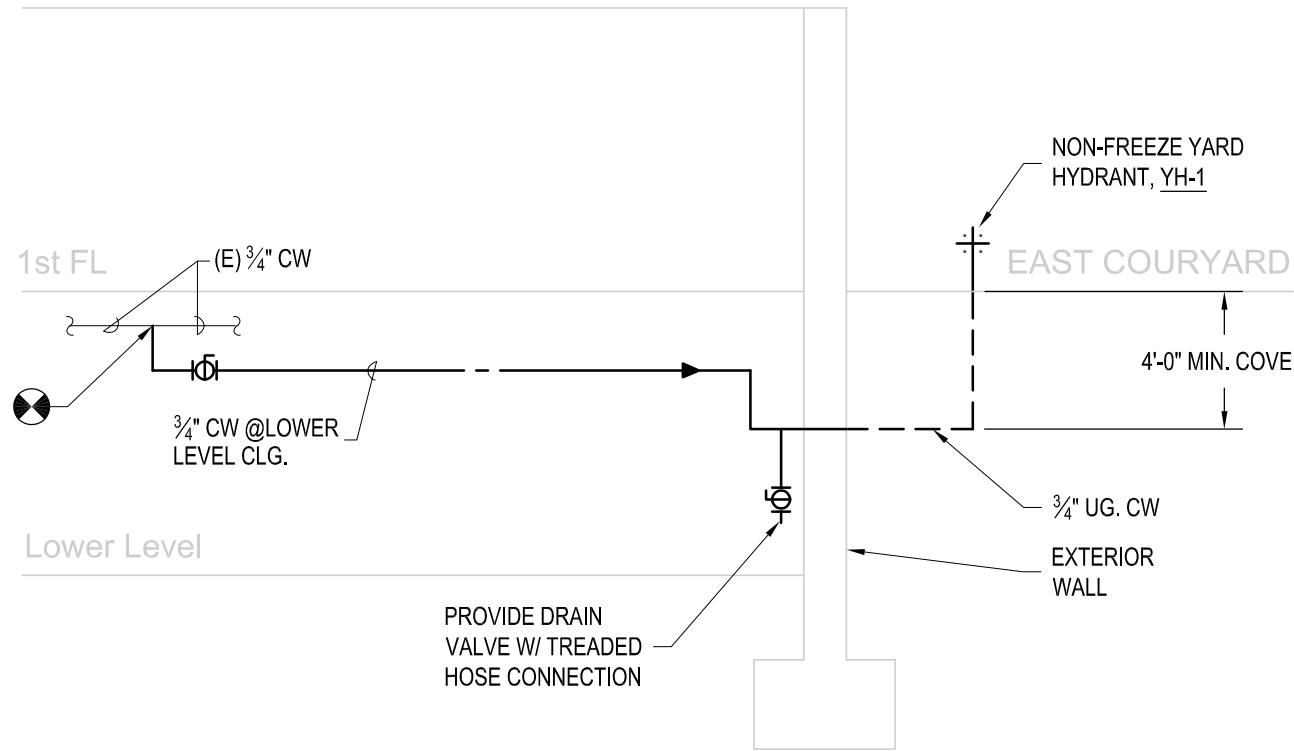 NON-FREEZE YARD
HYDRANT, YH-1
1st FL
(E) ¾" CW
EAST COURYARD
4'-0" MIN. COVE
¾" CW @LOWER
LEVEL CLG.
¾" UG. CW
Lower Level
EXTERIOR
WALL
PROVIDE DRAIN
VALVE W/ TREADED
HOSE CONNECTION